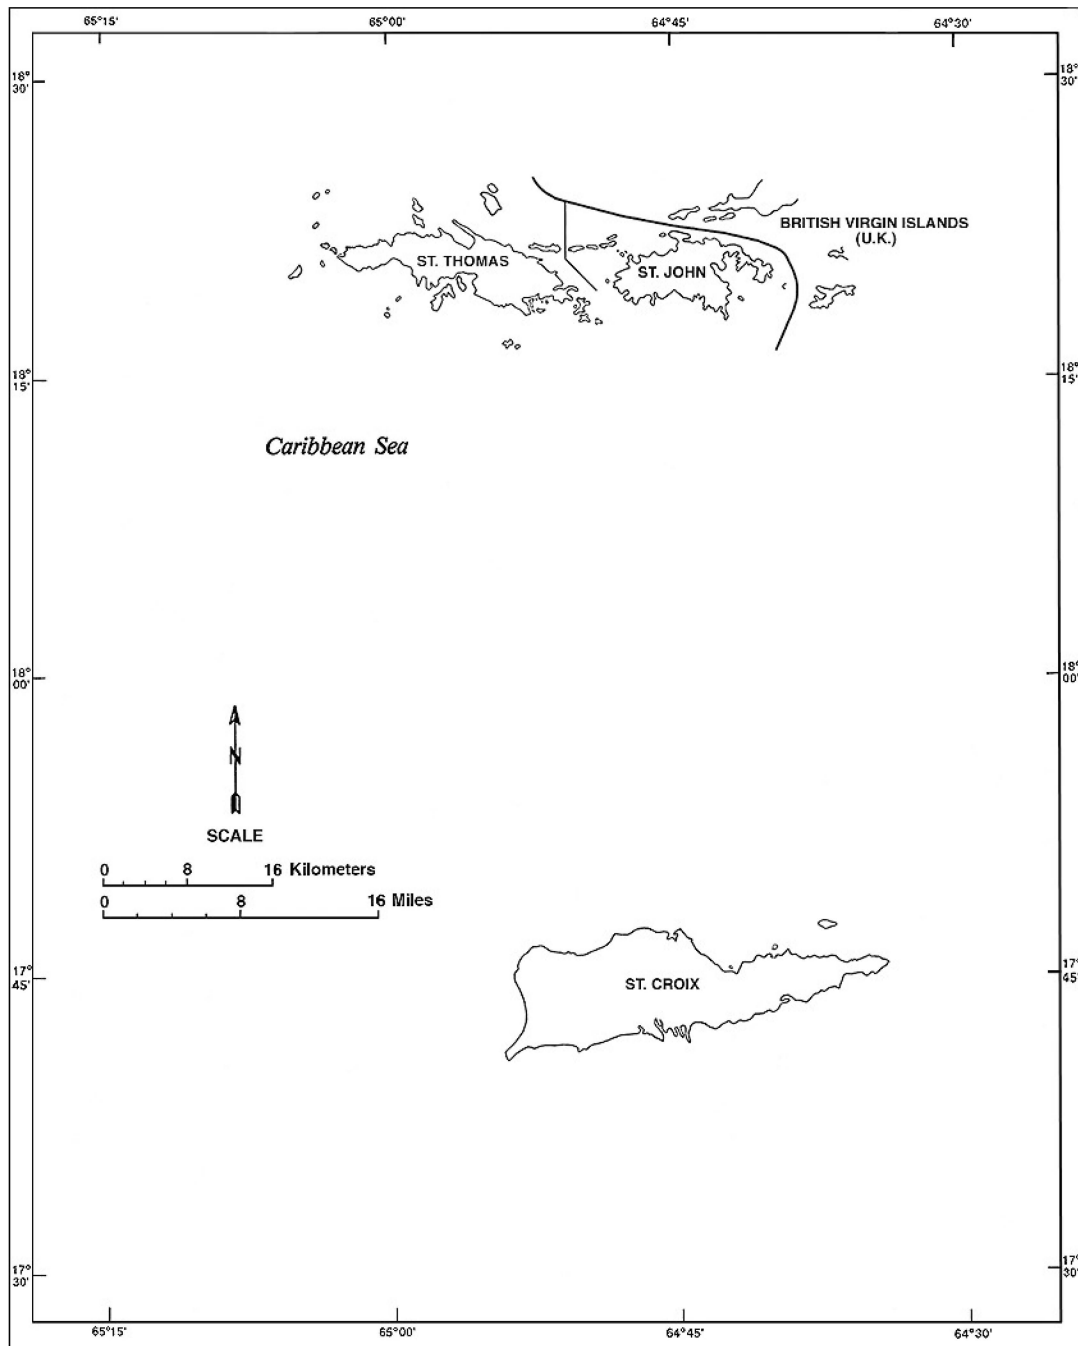 65°15'
65°00'
64°45'
64°30'
18°
30'
18°
30'
BRITISH VIRGIN ISLANDS
(U.K.)
ST. THOMAS
ST. JOHN
18°
15'
18°
15'
Caribbean Sea
18°
00'
18°
00'
N
SCALE
0 8 16 Kilometers
0 8 16 Miles
17°
45'
17°
45'
ST. CROIX
17°
30'
17°
30'
65°15'
65°00'
64°45'
64°30'